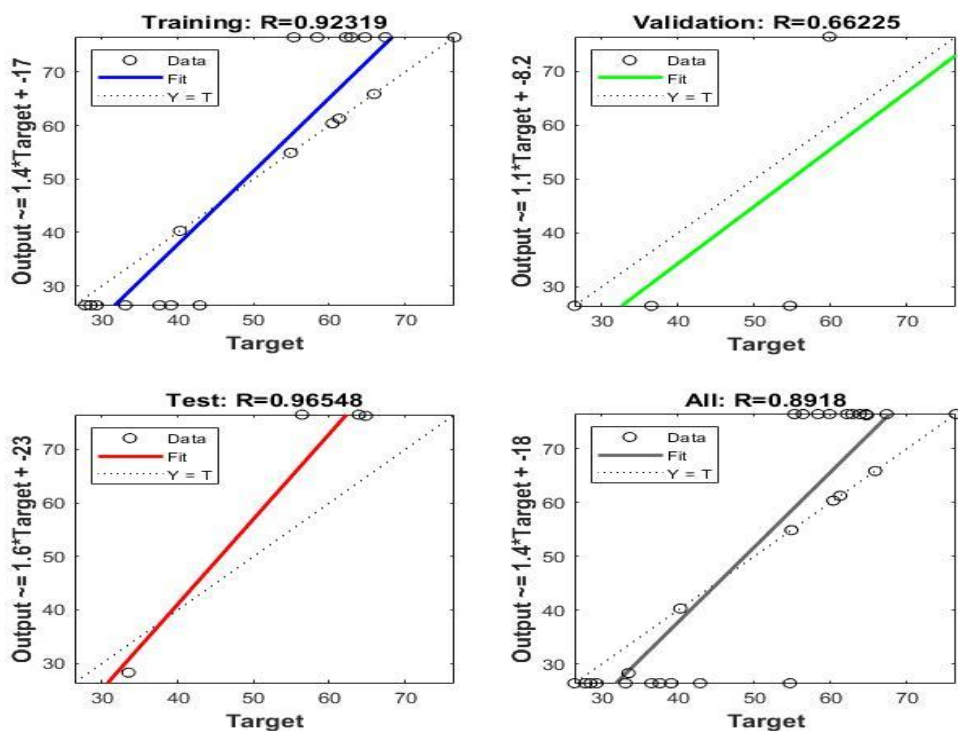 Training: R=0.92319
Output ~= 1.4*Target + -17
Data
Fit
Y = T
70
60
50
40
30
30 40 50 60 70
Target
Validation: R=0.66225
Output ~= 1.1*Target + -8.2
Data
Fit
Y = T
70
60
50
40
30
30 40 50 60 70
Target
Test: R=0.96548
Output ~= 1.6*Target + -23
Data
Fit
Y = T
70
60
50
40
30
30 40 50 60 70
Target
All: R=0.8918
Output ~= 1.4*Target + -18
Data
Fit
Y = T
70
60
50
40
30
30 40 50 60 70
Target